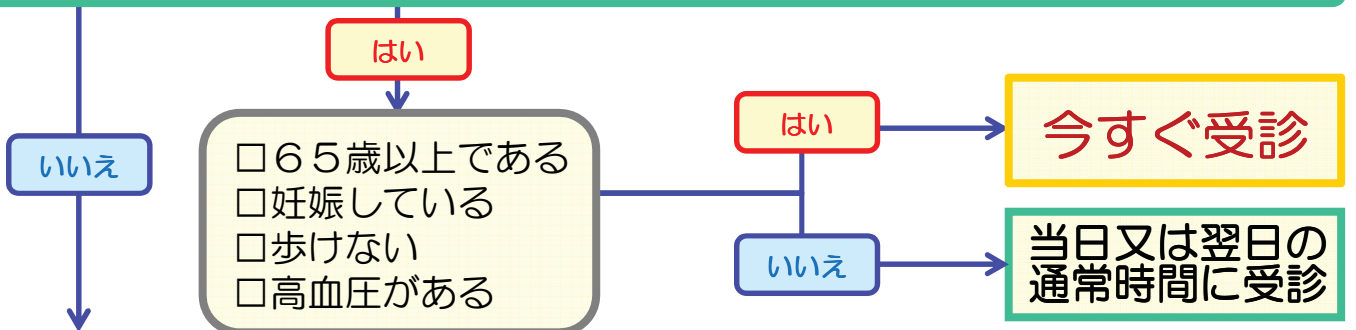 はい
いいえ
□６５歳以上である
□妊娠している
□歩けない
□高血圧がある
はい
今すぐ受診
いいえ
当日又は翌日の
通常時間に受診